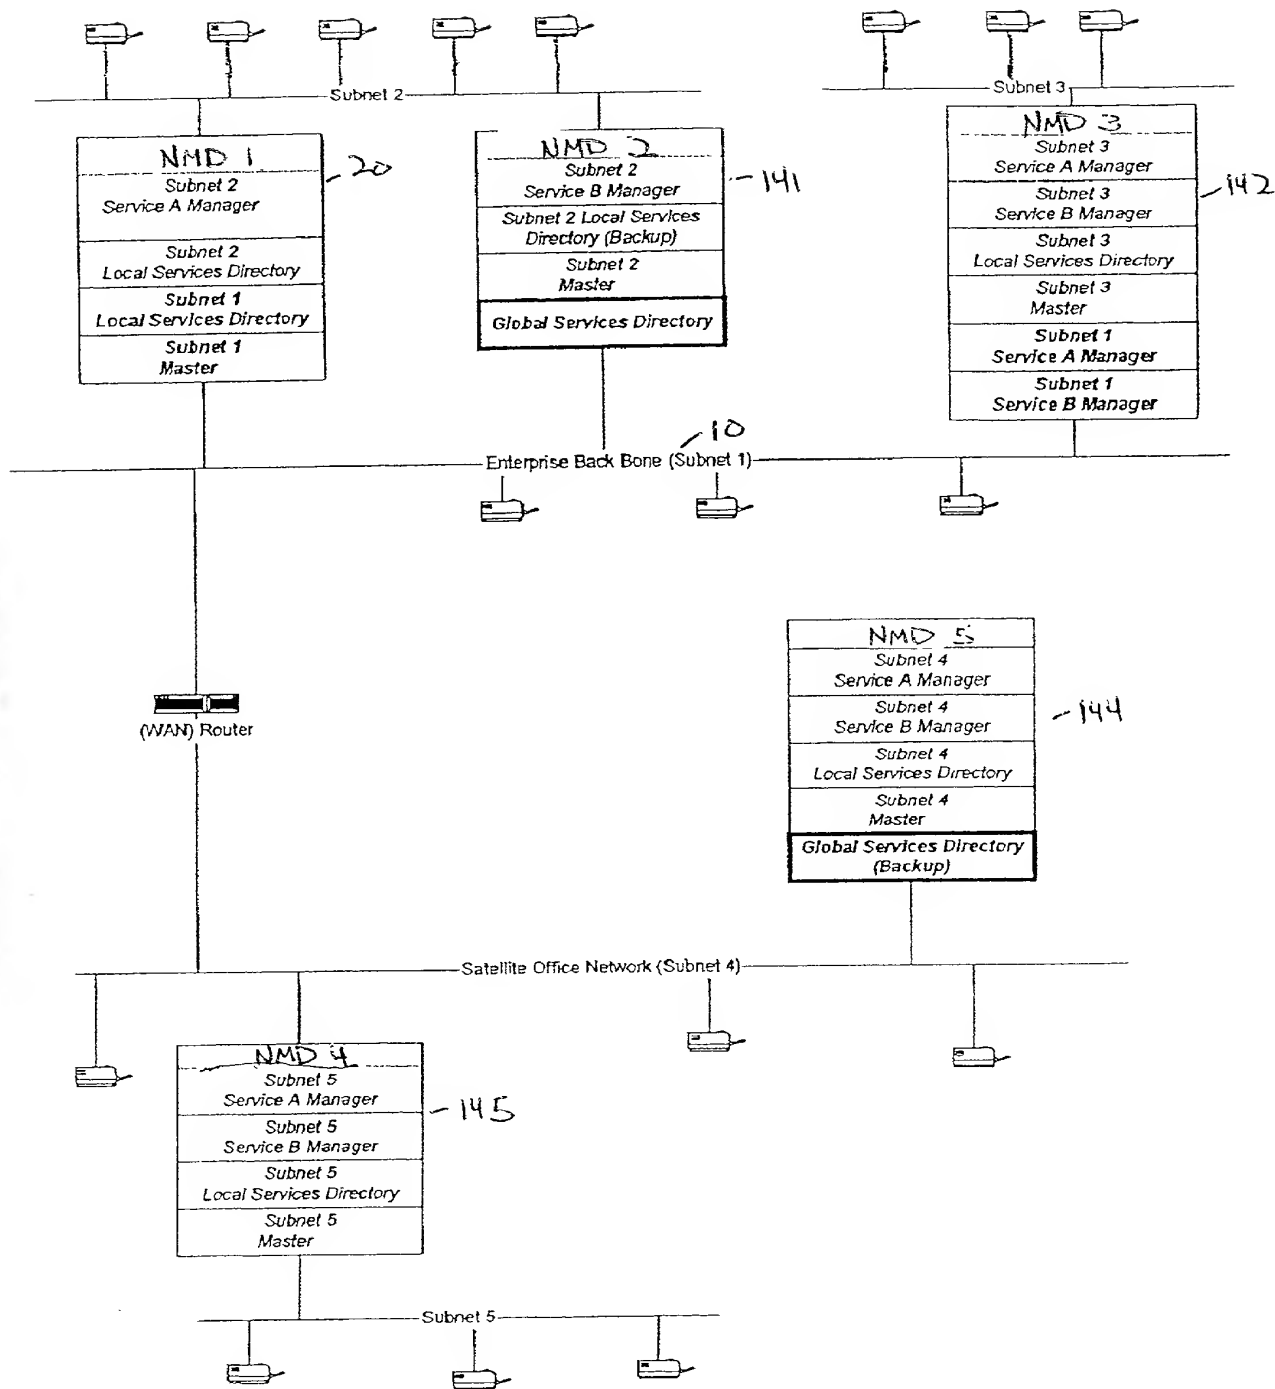 Subnet 2
Subnet 3
NMD 1
20
Subnet 2
Service A Manager
Subnet 2
Local Services Directory
Subnet 1
Local Services Directory
Subnet 1
Master
NMD 2
141
Subnet 2
Service B Manager
Subnet 2 Local Services
Directory (Backup)
Subnet 2
Master
Global Services Directory
NMD 3
142
Subnet 3
Service A Manager
Subnet 3
Service B Manager
Subnet 3
Local Services Directory
Subnet 3
Master
Subnet 1
Service A Manager
Subnet 1
Service B Manager
10
Enterprise Back Bone (Subnet 1)
(WAN) Router
NMD 5
144
Subnet 4
Service A Manager
Subnet 4
Service B Manager
Subnet 4
Local Services Directory
Subnet 4
Master
Global Services Directory
(Backup)
Satellite Office Network (Subnet 4)
NMD 4
145
Subnet 5
Service A Manager
Subnet 5
Service B Manager
Subnet 5
Local Services Directory
Subnet 5
Master
Subnet 5